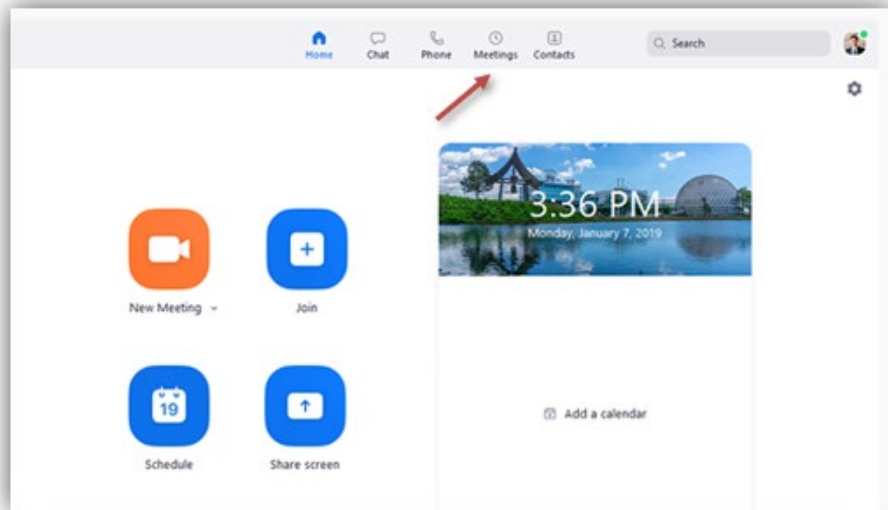 Home Chat Phone Meetings Contacts Search
3:36 PM
Monday, January 7, 2019
New Meeting Join
19
Schedule Share screen
Add a calendar